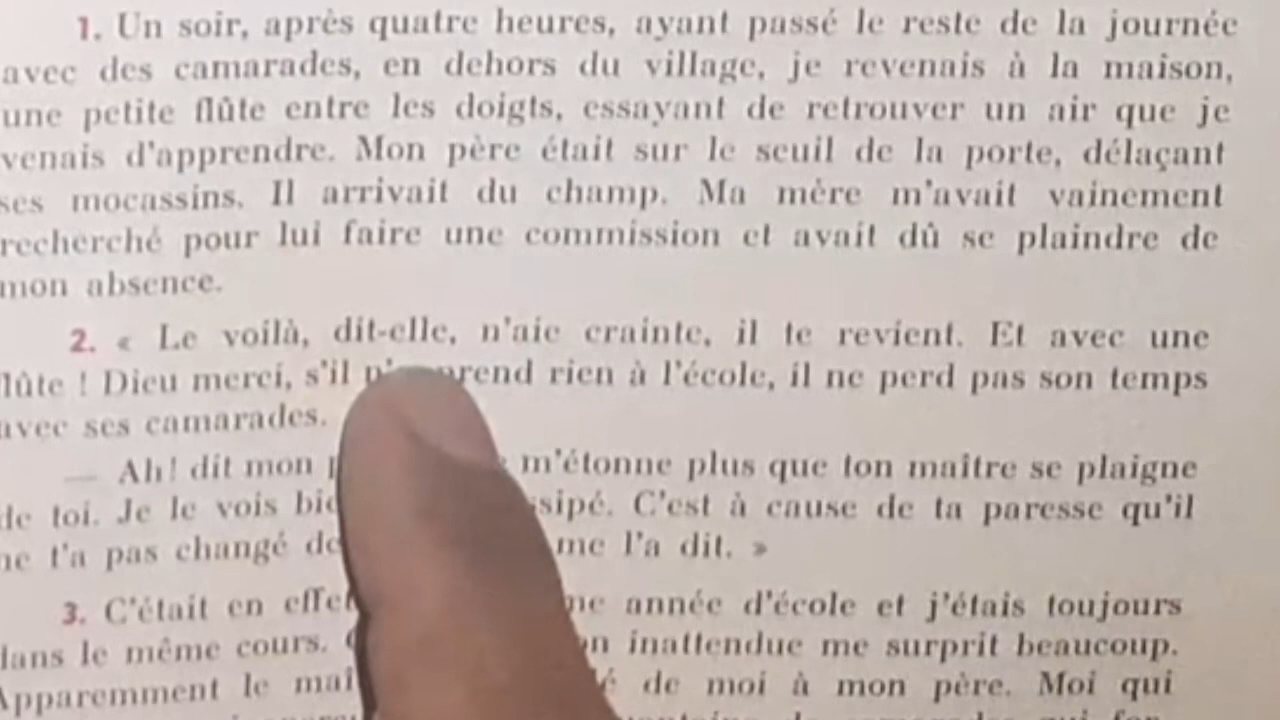 1. Un soir, après quatre heures, ayant passé le reste de la journée
avec des camarades, en dehors du village, je revenais à la maison,
une petite flûte entre les doigts, essayant de retrouver un air que je
venais d'apprendre. Mon père était sur le seuil de la porte, délaçant
ses mocassins. Il arrivait du champ. Ma mère m'avait vainement
recherché pour lui faire une commission et avait dû se plaindre de
mon absence.
2. « Le voilà, dit-elle, n'aie crainte, il te revient. Et avec une
flûte ! Dieu merci, s'il rien à l'école, il ne perd pas son temps
avec ses camarades.
— Ah! dit mon m'étonne plus que ton maître se plaigne
de toi. Je le vois C'est à cause de ta paresse qu'il
ne t'a pas changé me l'a dit. »
3. C'était en année d'école et j'étais toujours
dans le même cours. inattendue me surprit beaucoup.
Apparemment le de moi à mon père. Moi qui